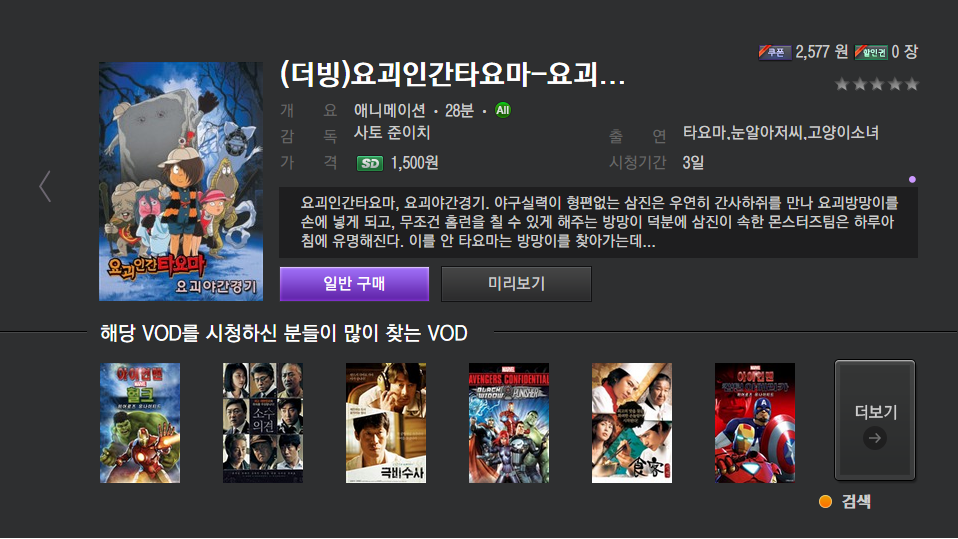 쿠폰 2,577 원 할인권 0 장
(더빙)요괴인간타요마-요괴...
개 요 애니메이션 · 28분 · All
감 독 사토 준이치 출 연 타요마,눈알아저씨,고양이소녀
가 격 SD 1,500원 시청기간 3일
요괴인간타요마, 요괴야간경기. 야구실력이 형편없는 삼진은 우연히 간사하쥐를 만나 요괴방망이를
손에 넣게 되고, 무조건 홈런을 칠 수 있게 해주는 방망이 덕분에 삼진이 속한 몬스터즈팀은 하루아
침에 유명해진다. 이를 안 타요마는 방망이를 찾아가는데...
요괴인간타요마
요괴야간경기
일반 구매 미리보기
해당 VOD를 시청하신 분들이 많이 찾는 VOD
아이언맨
MARVEL
헐크
소수
의견
극비수사
MARVEL
AVENGERS CONFIDENTIAL
BLACK WIDOW PUNISHER
食客
MARVEL
아이언맨
더보기
검색